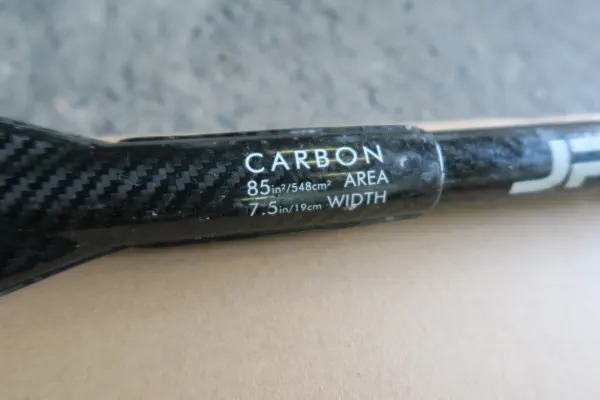 CARBON
85in²/548cm² AREA
7.5in/19cm WIDTH